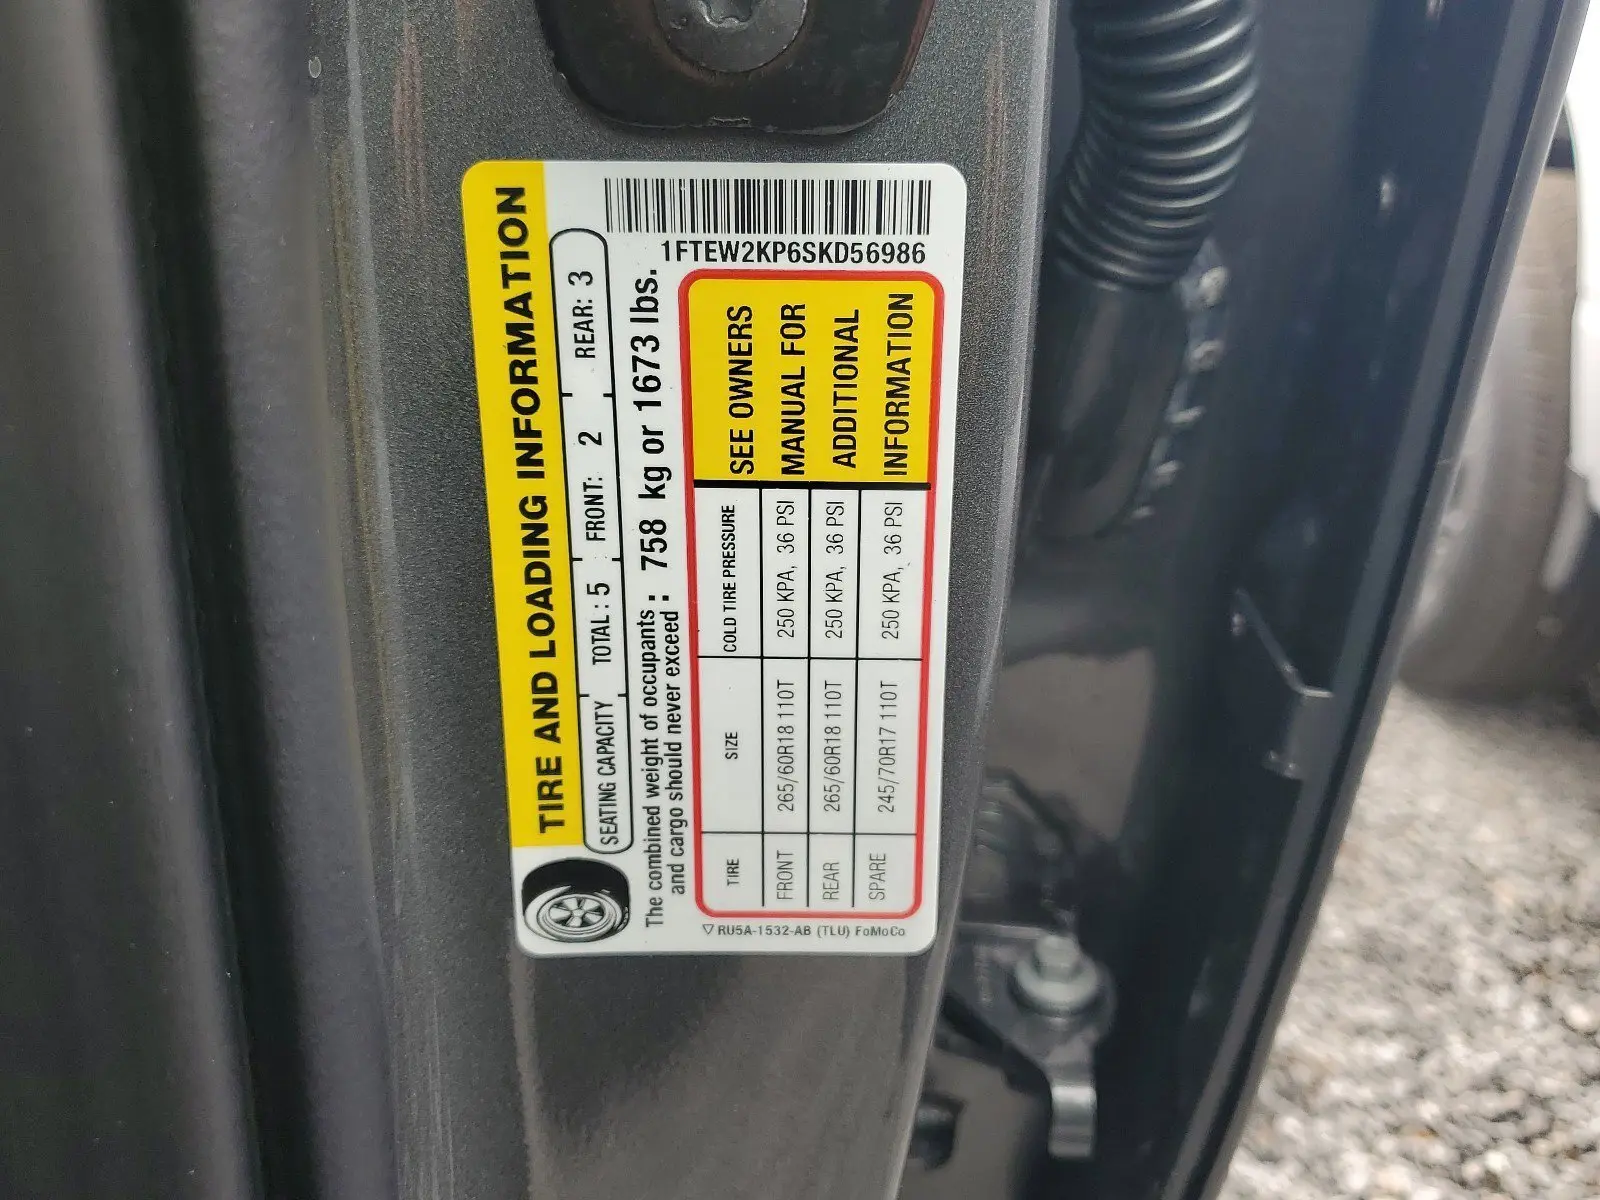 1FTEW2KP6SKD56986
TIRE AND LOADING INFORMATION
SEATING CAPACITY TOTAL: 5 FRONT: 2 REAR: 3
The combined weight of occupants
and cargo should never exceed : 758 kg or 1673 lbs.
TIRE SIZE COLD TIRE PRESSURE
FRONT 265/60R18 110T 250 KPA, 36 PSI
REAR 265/60R18 110T 250 KPA, 36 PSI
SPARE 245/70R17 110T 250 KPA, 36 PSI
SEE OWNERS
MANUAL FOR
ADDITIONAL
INFORMATION
RU5A-1532-AB (TLU) FoMoCo